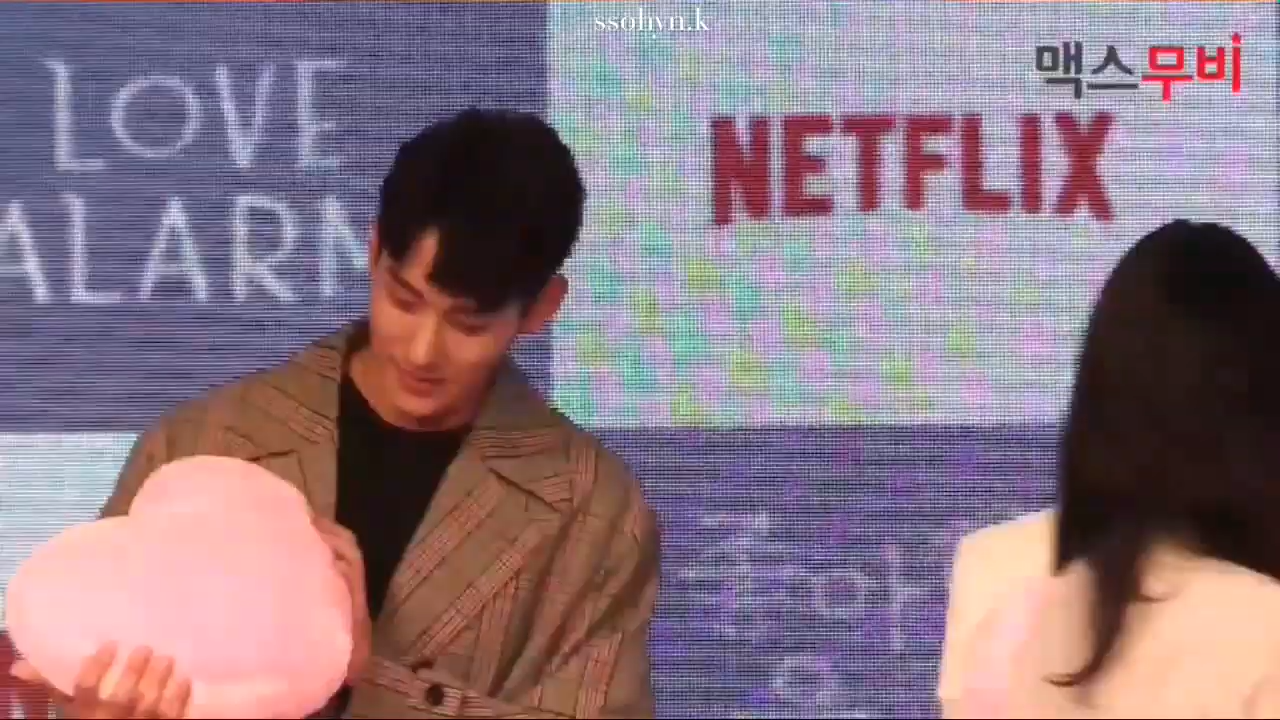 ssohyn.k
맥스무비
LOVE
ALARM
NETFLIX